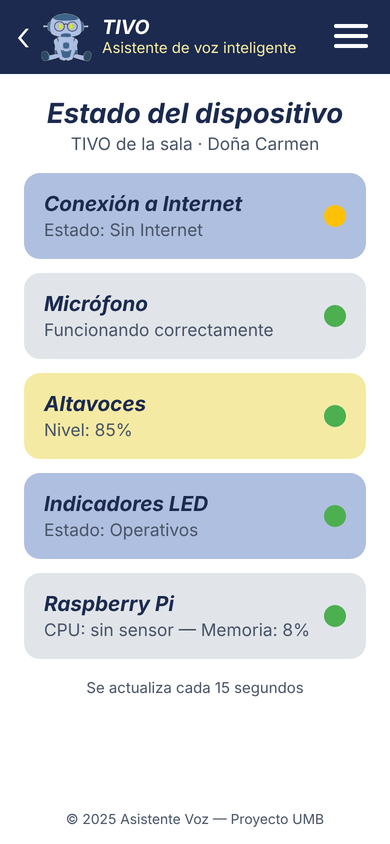 TIVO
Asistente de voz inteligente
Estado del dispositivo
TIVO de la sala · Doña Carmen
Conexión a Internet
Estado: Sin Internet
Micrófono
Funcionando correctamente
Altavoces
Nivel: 85%
Indicadores LED
Estado: Operativos
Raspberry Pi
CPU: sin sensor — Memoria: 8%
Se actualiza cada 15 segundos
© 2025 Asistente Voz — Proyecto UMB